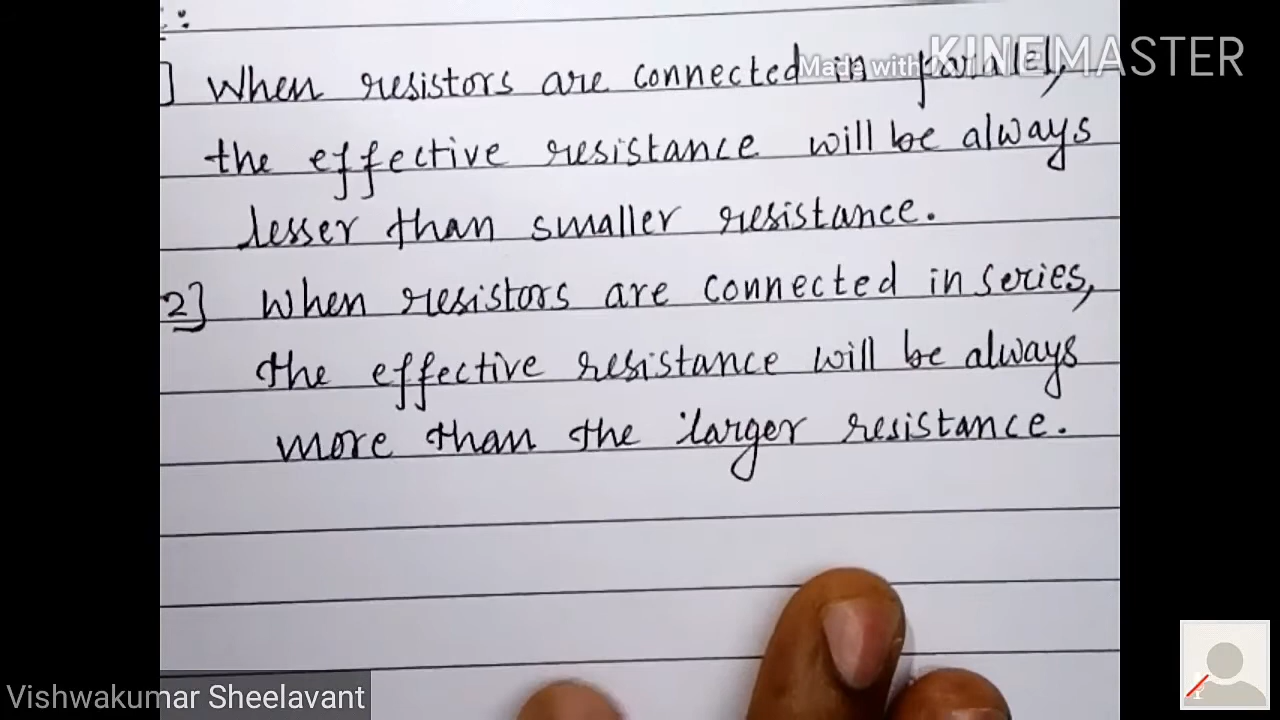 ] When resistors are connected in parallel,
Made with KINEMASTER
the effective resistance will be always
lesser than smaller resistance.
2] When resistors are connected in series,
the effective resistance will be always
more than the larger resistance.
Vishwakumar Sheelavant